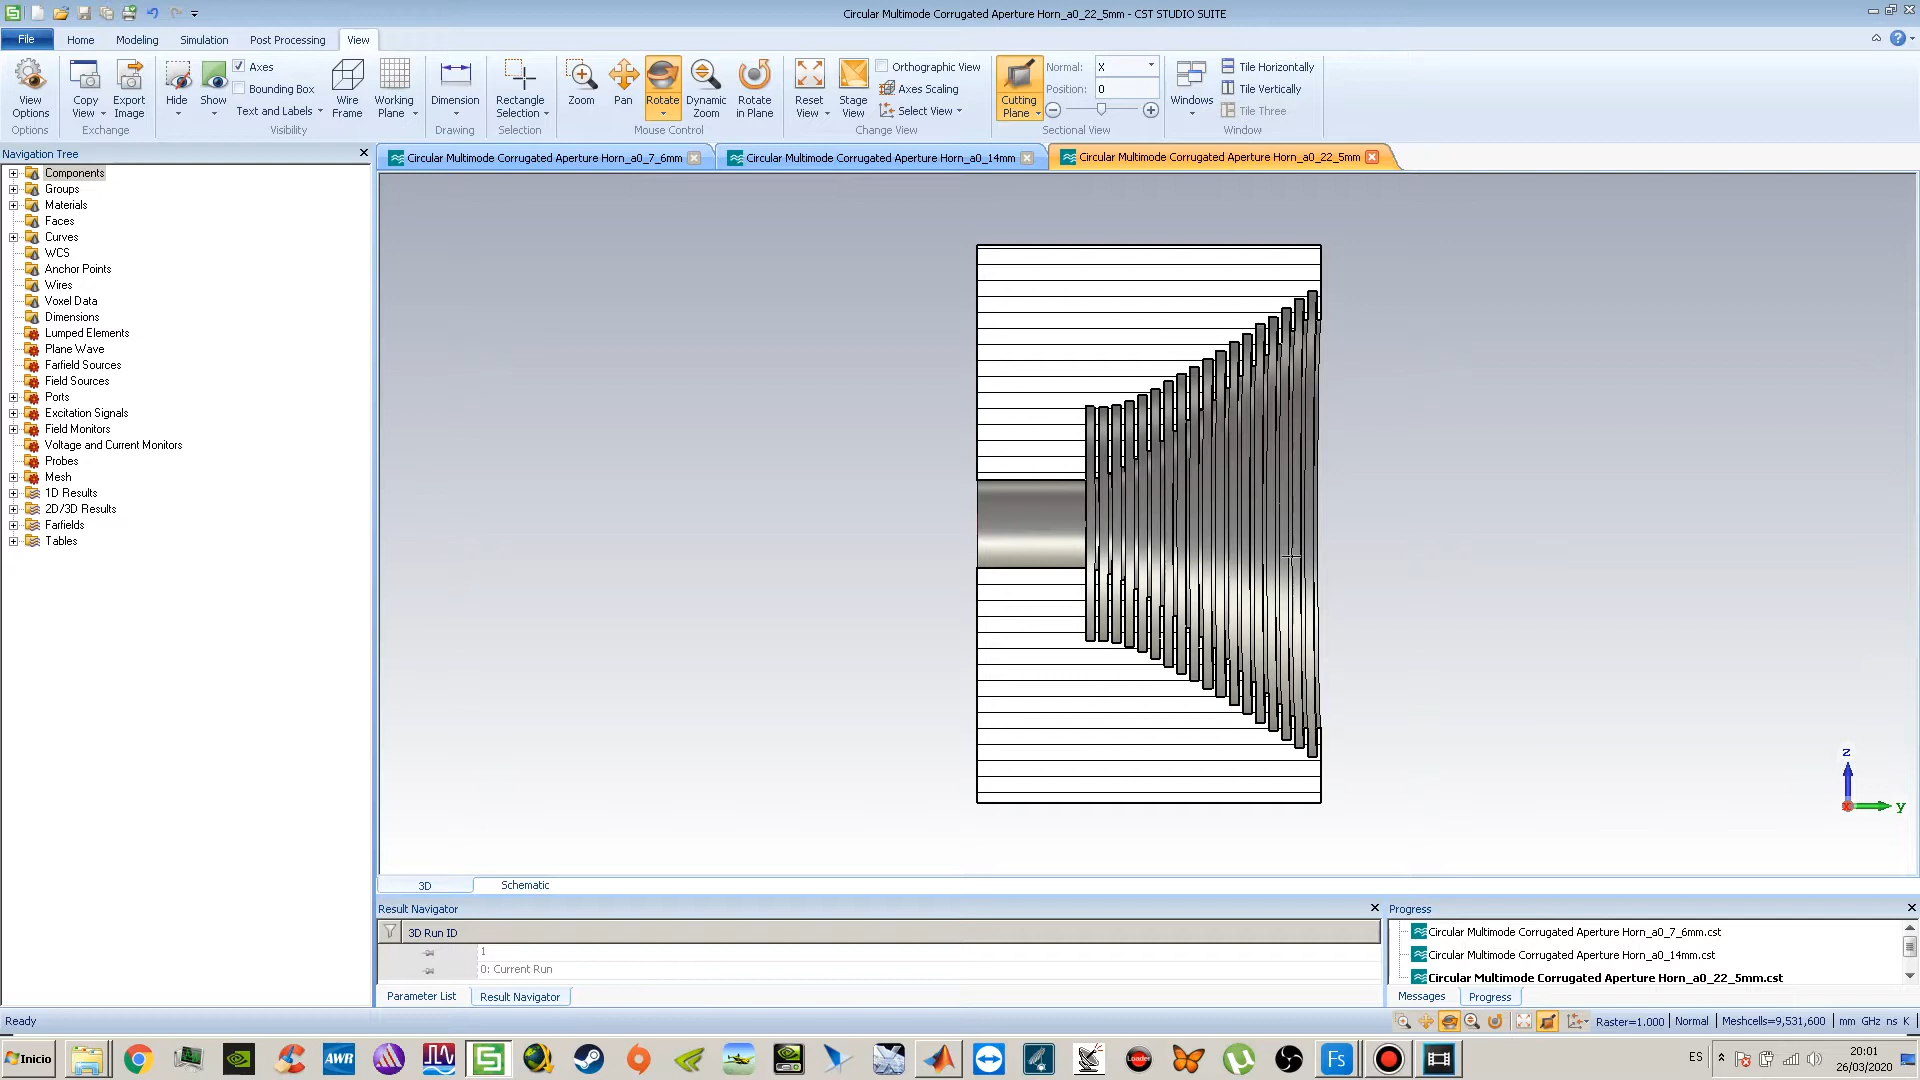 Circular Multimode Corrugated Aperture Horn_a0_22_5mm - CST STUDIO SUITE
File Home Modeling Simulation Post Processing View
View Options
Copy View
Export Image
Hide
Show
Axes
Bounding Box
Text and Labels
Wire Frame
Working Plane
Dimension
Rectangle Selection
Zoom
Pan
Rotate
Dynamic Zoom
Rotate in Plane
Reset View
Stage View
Orthographic View
Axes Scaling
Select View
Cutting Plane
Normal: X
Position: 0
Windows
Tile Horizontally
Tile Vertically
Tile Three
Options Exchange Visibility Drawing Selection Mouse Control Change View Sectional View Window
Navigation Tree
Circular Multimode Corrugated Aperture Horn_a0_7_6mm
Circular Multimode Corrugated Aperture Horn_a0_14mm
Circular Multimode Corrugated Aperture Horn_a0_22_5mm
Components
Groups
Materials
Faces
Curves
WCS
Anchor Points
Wires
Voxel Data
Dimensions
Lumped Elements
Plane Wave
Farfield Sources
Field Sources
Ports
Excitation Signals
Field Monitors
Voltage and Current Monitors
Probes
Mesh
1D Results
2D/3D Results
Farfields
Tables
z
y
3D Schematic
Result Navigator
3D Run ID
1
0: Current Run
Parameter List Result Navigator
Progress
Circular Multimode Corrugated Aperture Horn_a0_7_6mm.cst
Circular Multimode Corrugated Aperture Horn_a0_14mm.cst
Circular Multimode Corrugated Aperture Horn_a0_22_5mm.cst
Messages Progress
Ready
Raster=1.000 Normal Meshcells=9,531,600 mm GHz ns K
Inicio
AWR
Loader
Fs
ES
20:01
26/03/2020